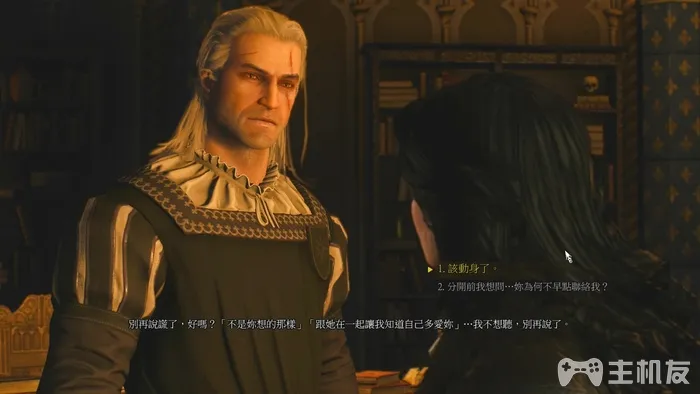 1. 該動身了。
2. 分開前我想問…妳為何不早點聯絡我？
別再說謊了，好嗎？「不是妳想的那樣」「跟她在一起讓我知道自己多愛妳」…我不想聽，別再說了。
主机友